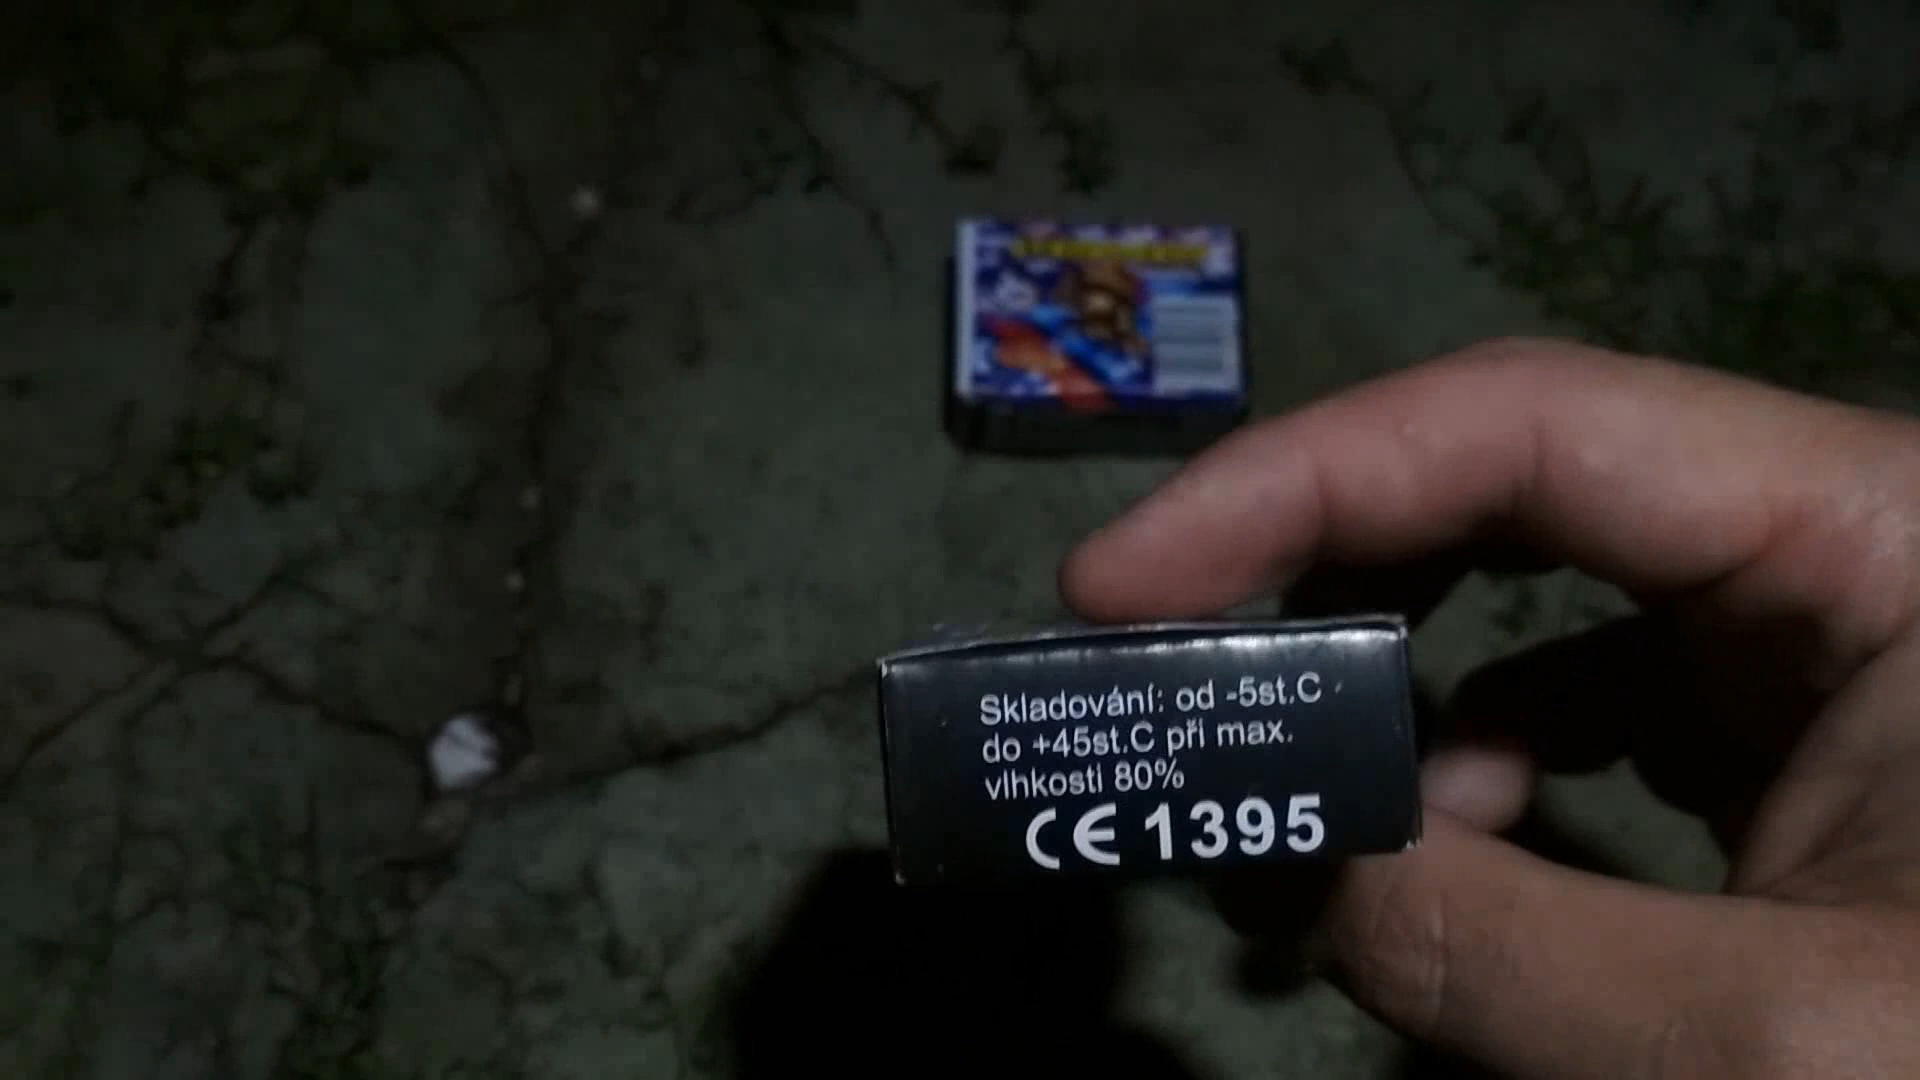 Skladování: od -5st.C
do +45st.C při max.
vlhkosti 80%
CE 1395